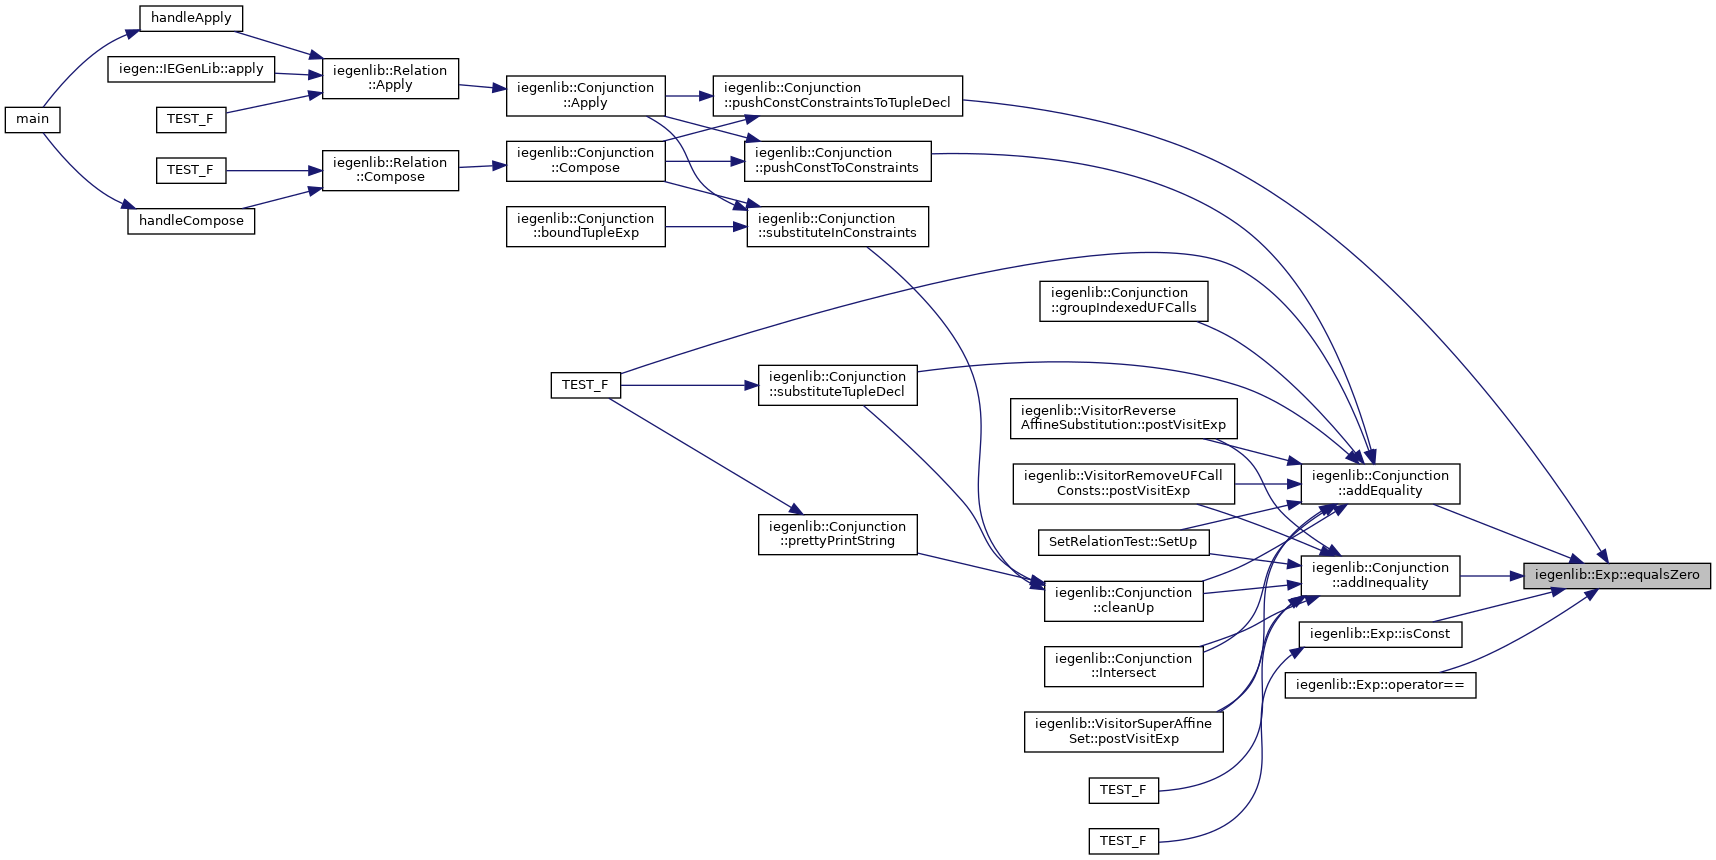 handleApply
iegen::IEGenLib::apply
main
TEST_F
TEST_F
handleCompose
iegenlib::Relation
::Apply
iegenlib::Relation
::Compose
iegenlib::Conjunction
::Apply
iegenlib::Conjunction
::Compose
iegenlib::Conjunction
::boundTupleExp
iegenlib::Conjunction
::pushConstConstraintsToTupleDecl
iegenlib::Conjunction
::pushConstToConstraints
iegenlib::Conjunction
::substituteInConstraints
TEST_F
iegenlib::Conjunction
::substituteTupleDecl
iegenlib::Conjunction
::prettyPrintString
iegenlib::Conjunction
::groupIndexedUFCalls
iegenlib::VisitorReverse
AffineSubstitution::postVisitExp
iegenlib::VisitorRemoveUFCall
Consts::postVisitExp
SetRelationTest::SetUp
iegenlib::Conjunction
::cleanUp
iegenlib::Conjunction
::Intersect
iegenlib::VisitorSuperAffine
Set::postVisitExp
TEST_F
TEST_F
iegenlib::Conjunction
::addEquality
iegenlib::Conjunction
::addInequality
iegenlib::Exp::isConst
iegenlib::Exp::operator==
iegenlib::Exp::equalsZero